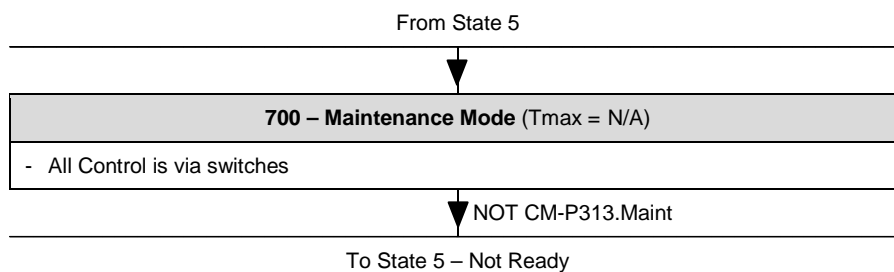 From State 5
700 – Maintenance Mode (Tmax = N/A)
- All Control is via switches
NOT CM-P313.Maint
To State 5 – Not Ready